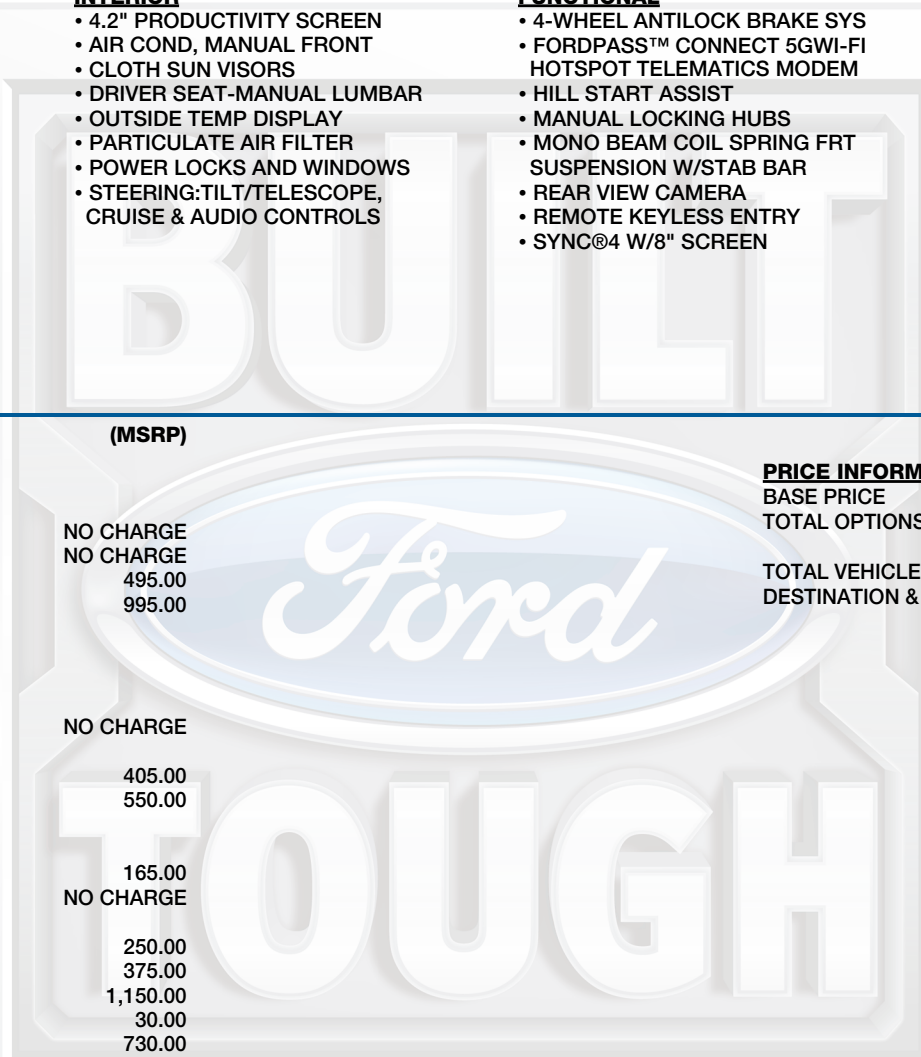 INTERIOR
• 4.2" PRODUCTIVITY SCREEN
• AIR COND, MANUAL FRONT
• CLOTH SUN VISORS
• DRIVER SEAT-MANUAL LUMBAR
• OUTSIDE TEMP DISPLAY
• PARTICULATE AIR FILTER
• POWER LOCKS AND WINDOWS
• STEERING:TILT/TELESCOPE,
CRUISE & AUDIO CONTROLS
FUNCTIONAL
• 4-WHEEL ANTILOCK BRAKE SYS
• FORDPASS™ CONNECT 5GWI-FI
HOTSPOT TELEMATICS MODEM
• HILL START ASSIST
• MANUAL LOCKING HUBS
• MONO BEAM COIL SPRING FRT
SUSPENSION W/STAB BAR
• REAR VIEW CAMERA
• REMOTE KEYLESS ENTRY
• SYNC®4 W/8" SCREEN
BUILT
(MSRP)
NO CHARGE
NO CHARGE
495.00
995.00
NO CHARGE
405.00
550.00
165.00
NO CHARGE
250.00
375.00
1,150.00
30.00
730.00
Ford
TOUGH
PRICE INFORM
BASE PRICE
TOTAL OPTIONS
TOTAL VEHICLE
DESTINATION &